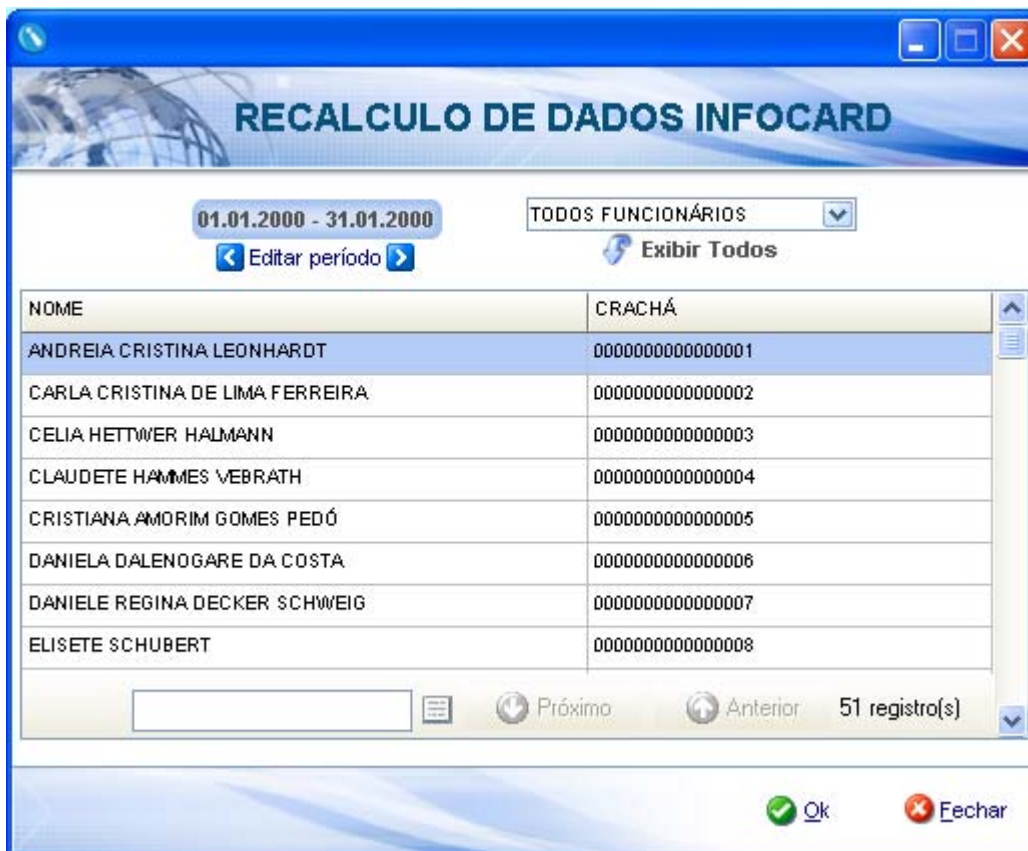 RECALCULO DE DADOS INFOCARD
01.01.2000 - 31.01.2000
TODOS FUNCIONÁRIOS
Editar período
Exibir Todos
NOME CRACHÁ
ANDREIA CRISTINA LEONHARDT 0000000000000001
CARLA CRISTINA DE LIMA FERREIRA 0000000000000002
CELIA HETTWER HALMANN 0000000000000003
CLAUDETE HAMMES VEBRATH 0000000000000004
CRISTIANA AMORIM GOMES PEDÓ 0000000000000005
DANIELA DALENOGARE DA COSTA 0000000000000006
DANIELE REGINA DECKER SCHWEIG 0000000000000007
ELISETE SCHUBERT 0000000000000008
Próximo Anterior 51 registro(s)
Ok Fechar